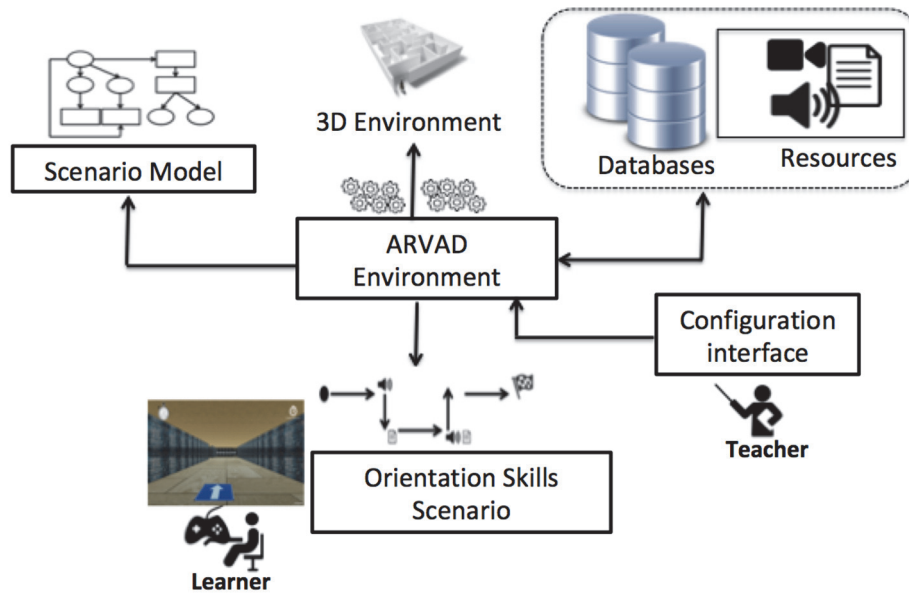 3D Environment
Databases
Resources
Scenario Model
ARVAD
Environment
Configuration
interface
Teacher
Orientation Skills
Scenario
Learner